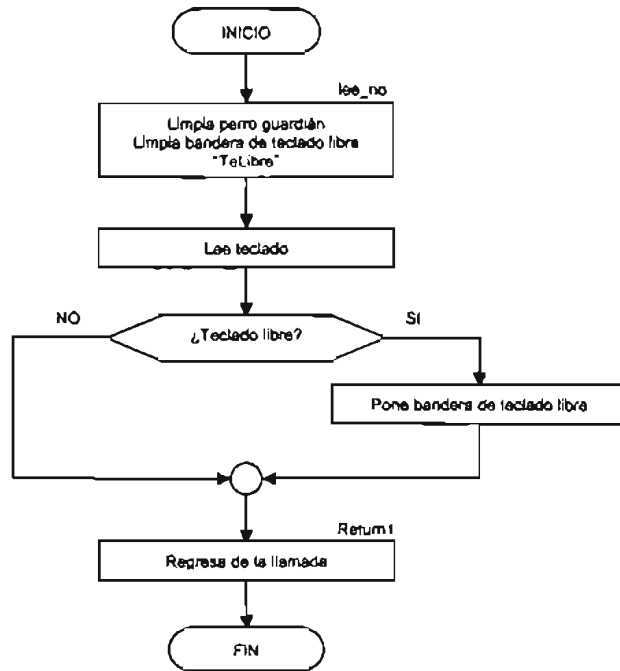 INICIO
lee_no
Limpia perro guardián
Limpia bandera de teclado libre
"TeLibre"
Lee teclado
NO
¿Teclado libre?
SI
Pone bandera de teclado libre
Return1
Regresa de la llamada
FIN